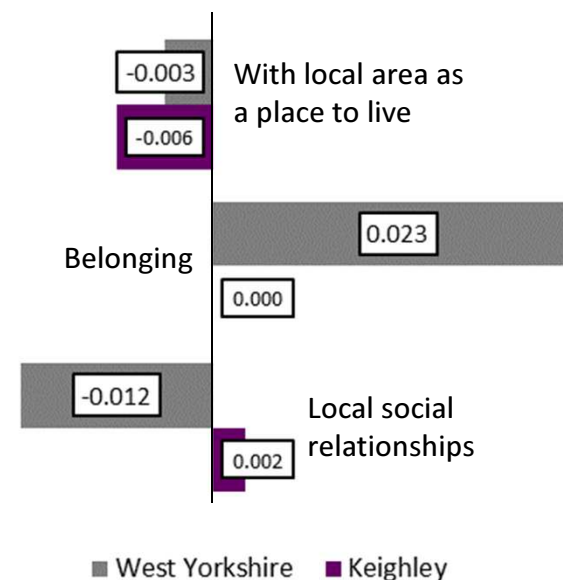 -0.003
With local area as
a place to live
-0.006
0.023
Belonging
0.000
-0.012
Local social
relationships
0.002
West Yorkshire
Keighley